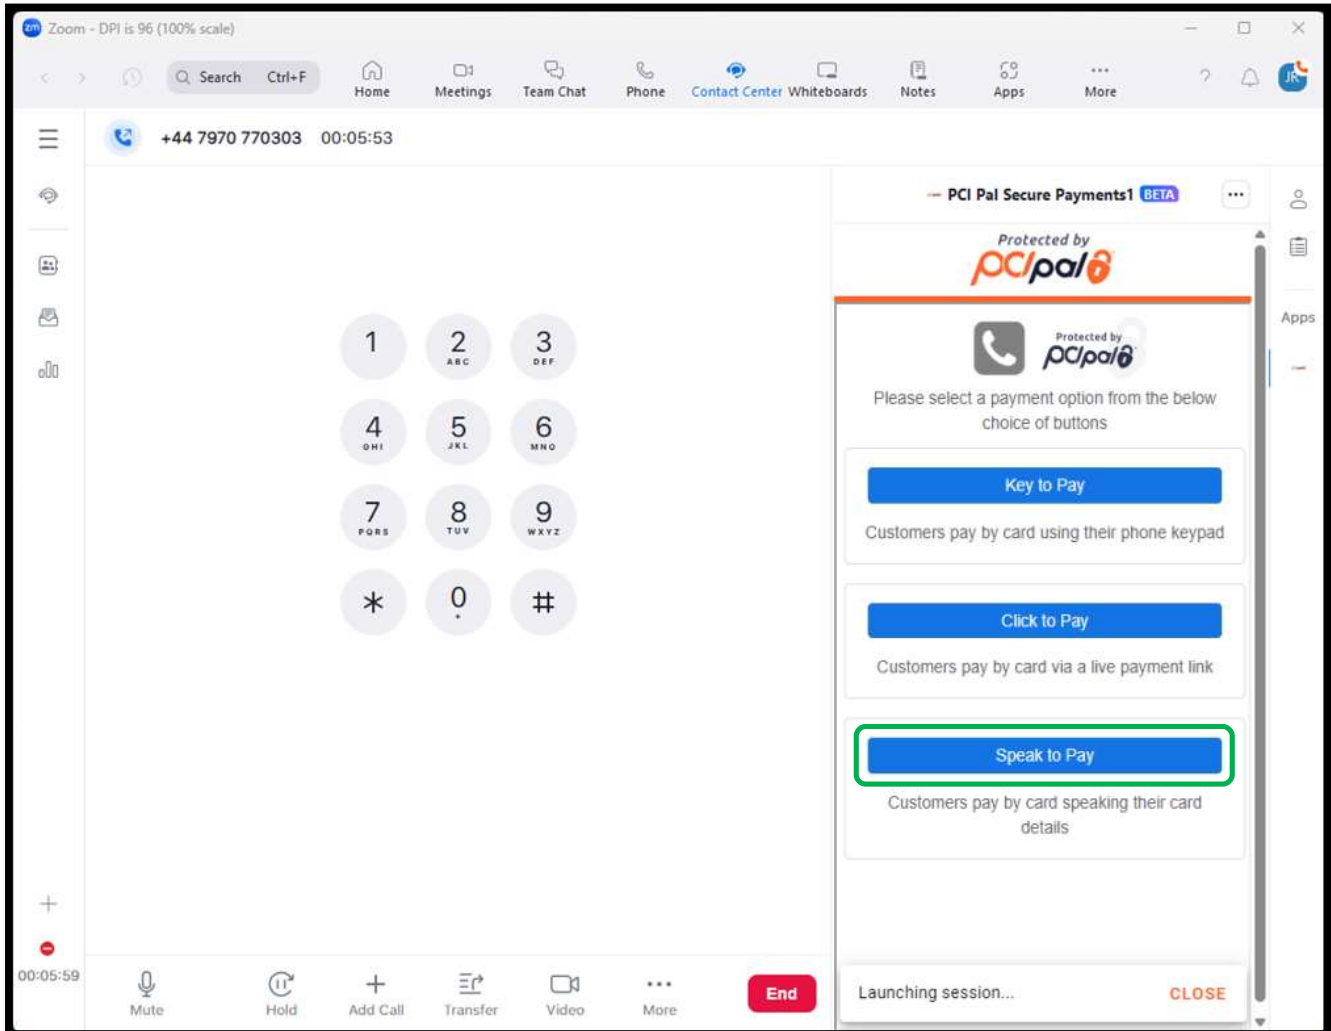 zm Zoom - DPI is 96 (100% scale)
Search Ctrl+F
Home Meetings Team Chat Phone Contact Center Whiteboards Notes Apps More
? JR
+44 7970 770303 00:05:53
PCI Pal Secure Payments1 BETA
Protected by
pcipal
Apps
Protected by
pcipal
Please select a payment option from the below
choice of buttons
Key to Pay
Customers pay by card using their phone keypad
Click to Pay
Customers pay by card via a live payment link
Speak to Pay
Customers pay by card speaking their card
details
1 2 3
ABC DEF
4 5 6
GHI JKL MNO
7 8 9
PQRS TUV WXYZ
* 0 #
+
00:05:59
Mute Hold Add Call Transfer Video More
End
Launching session... CLOSE